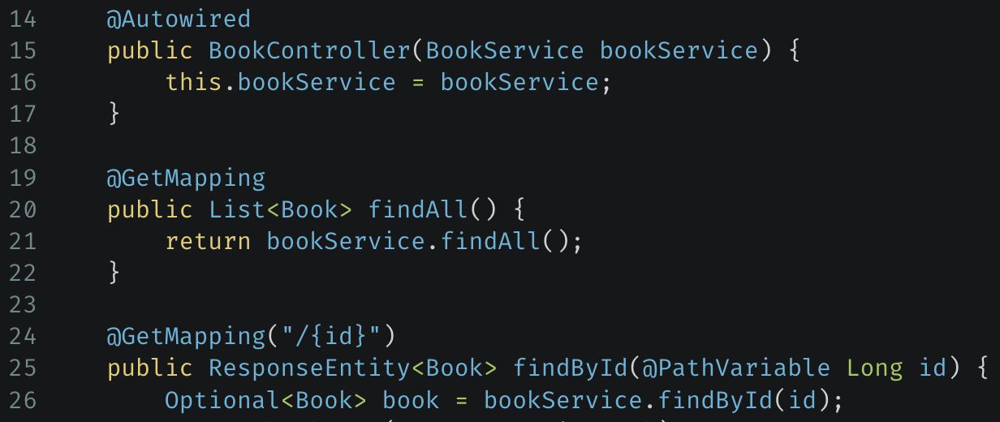 14 @Autowired
15 public BookController(BookService bookService) {
16 this.bookService = bookService;
17 }
18
19 @GetMapping
20 public List<Book> findAll() {
21 return bookService.findAll();
22 }
23
24 @GetMapping("/{id}")
25 public ResponseEntity<Book> findById(@PathVariable Long id) {
26 Optional<Book> book = bookService.findById(id);